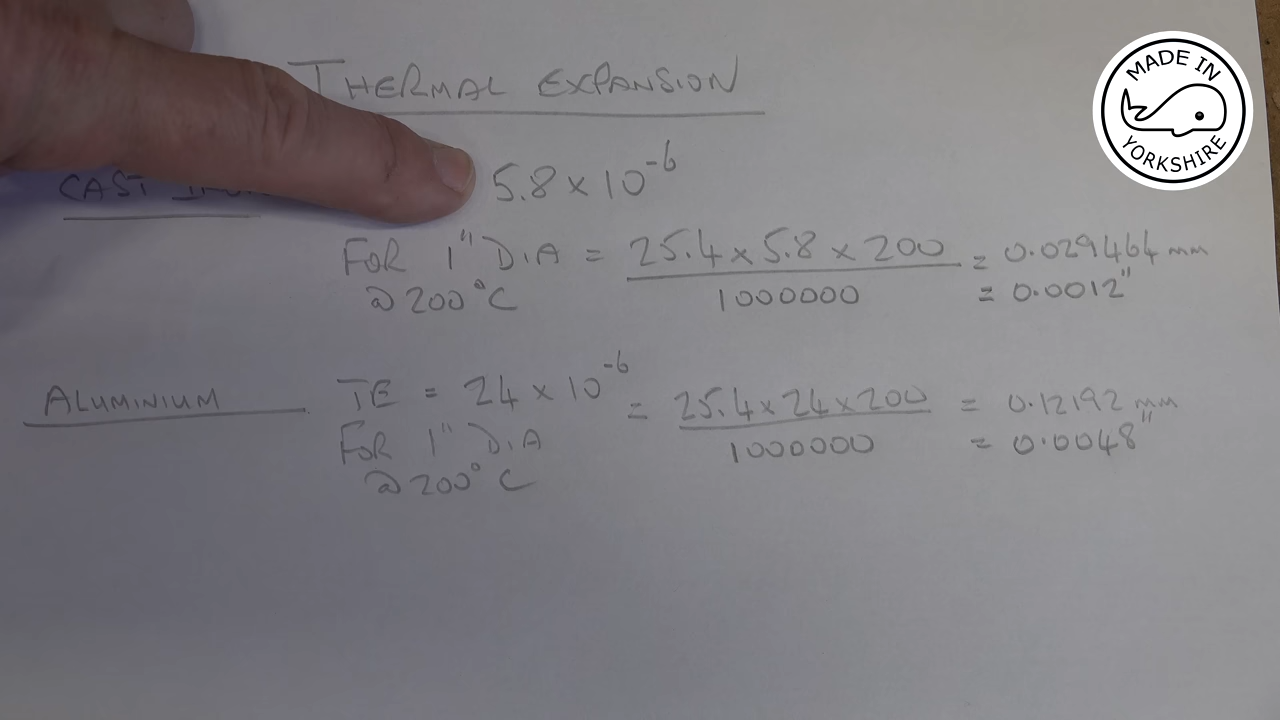 THERMAL EXPANSION
MADE IN
YORKSHIRE
CAST 5.8 x 10⁻⁶
FOR 1" DIA = 25.4 x 5.8 x 200 = 0.029464 mm
@ 200°C 1000000 = 0.0012"
ALUMINIUM TE = 24 x 10⁻⁶ = 25.4 x 24 x 200 = 0.12192 mm
FOR 1" DIA 1000000 = 0.0048"
@ 200°C